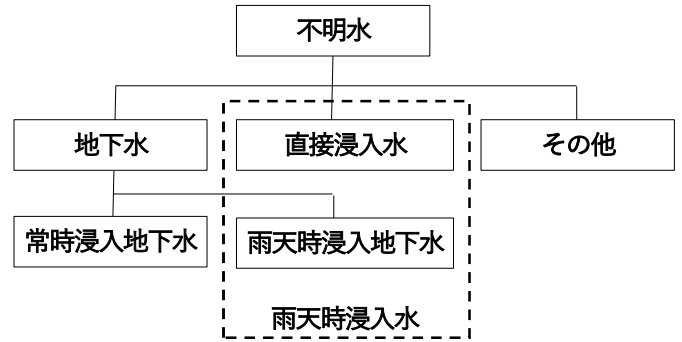 不明水
地下水
直接浸入水
その他
常時浸入地下水
雨天時浸入地下水
雨天時浸入水